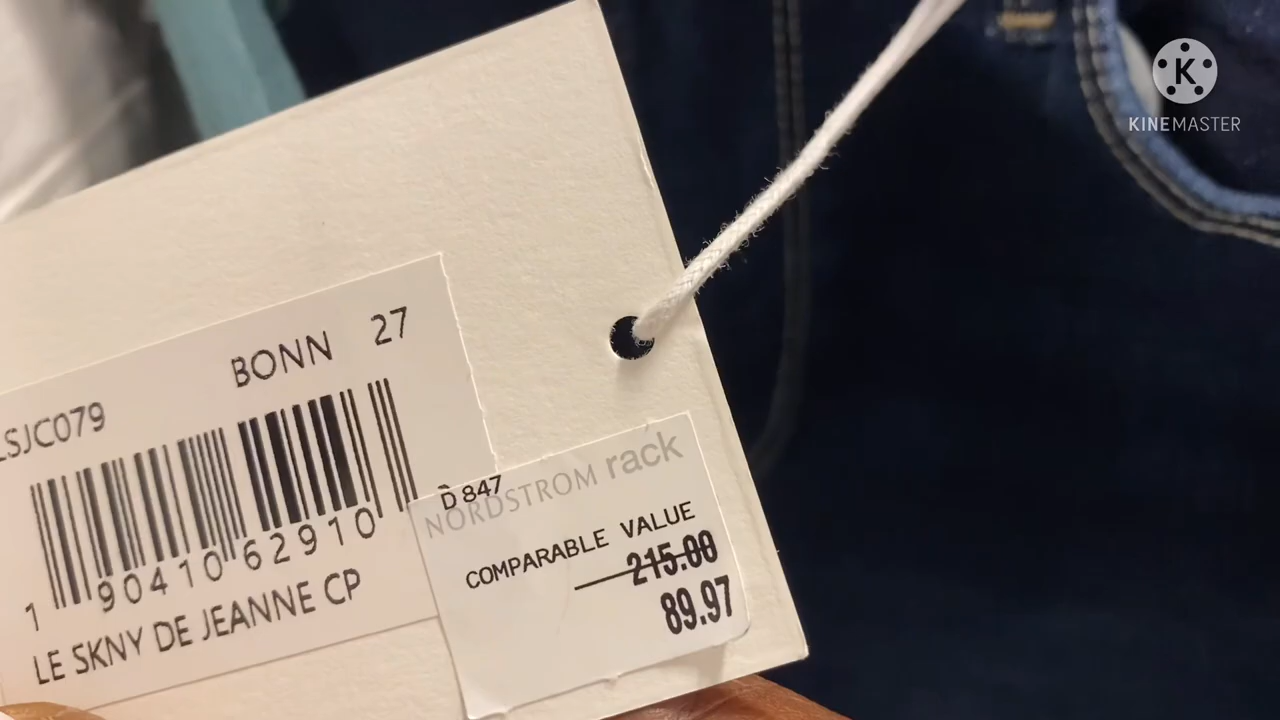 K
KINEMASTER
BONN 27
LSJC079
1 90410 62910
LE SKNY DE JEANNE CP
D 847
NORDSTROM rack
COMPARABLE VALUE
215.00
89.97